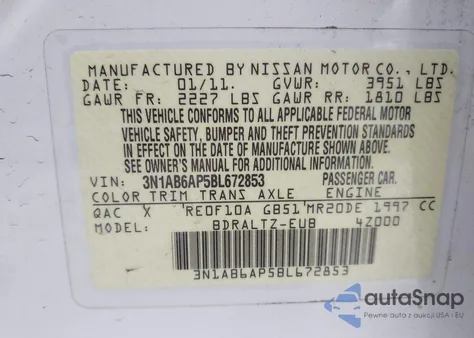 MANUFACTURED BY NISSAN MOTOR CO., LTD.
DATE: 01/11. GVWR: 3951 LBS
GAWR FR: 2227 LBS GAWR RR: 1810 LBS
THIS VEHICLE CONFORMS TO ALL APPLICABLE FEDERAL MOTOR
VEHICLE SAFETY, BUMPER AND THEFT PREVENTION STANDARDS
IN EFFECT ON THE DATE OF MANUFACTURE SHOWN ABOVE.
SEE OWNER'S MANUAL FOR ADDITIONAL INFORMATION.
VIN: 3N1AB6AP5BL672853 PASSENGER CAR.
COLOR TRIM TRANS AXLE ENGINE
QAC X RE0F10A GB51 MR20DE 1997 CC
MODEL: BDRALTZ-EUB 4Z000
3N1AB6AP5BL672853
autoSnap
Pewne auta z aukcji USA - EU